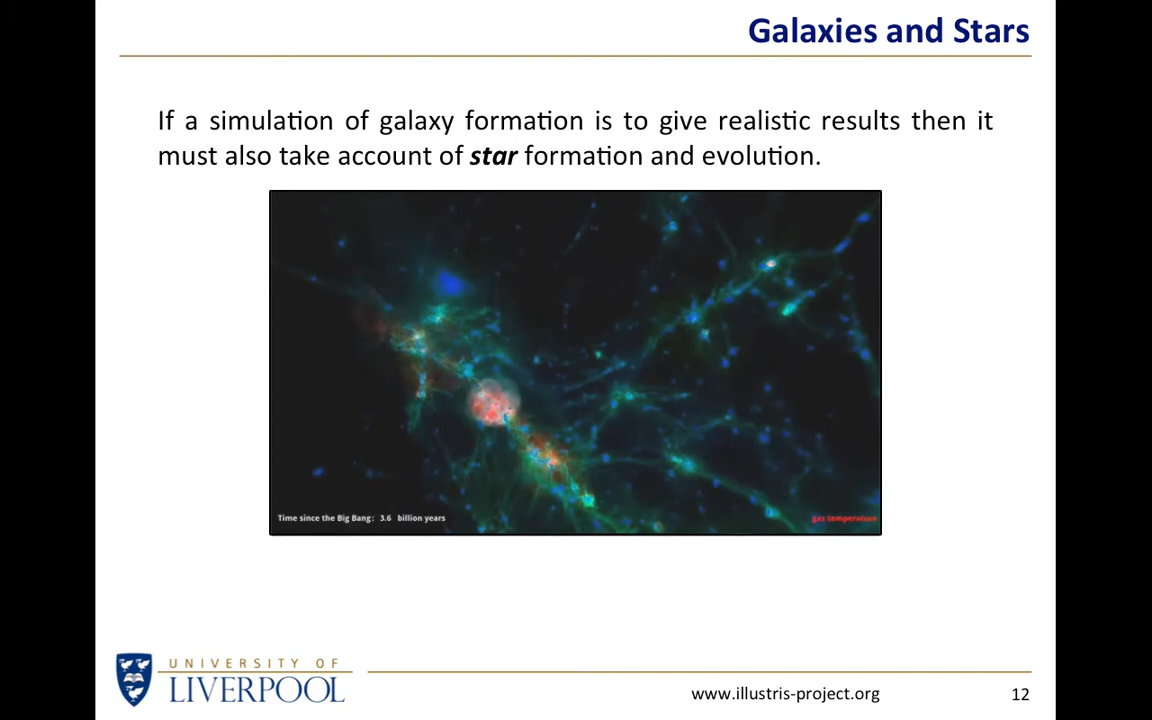 Galaxies and Stars
If a simulation of galaxy formation is to give realistic results then it
must also take account of star formation and evolution.
Time since the Big Bang: 3.6 billion years
gas temperature
UNIVERSITY OF
LIVERPOOL
www.illustris-project.org
12